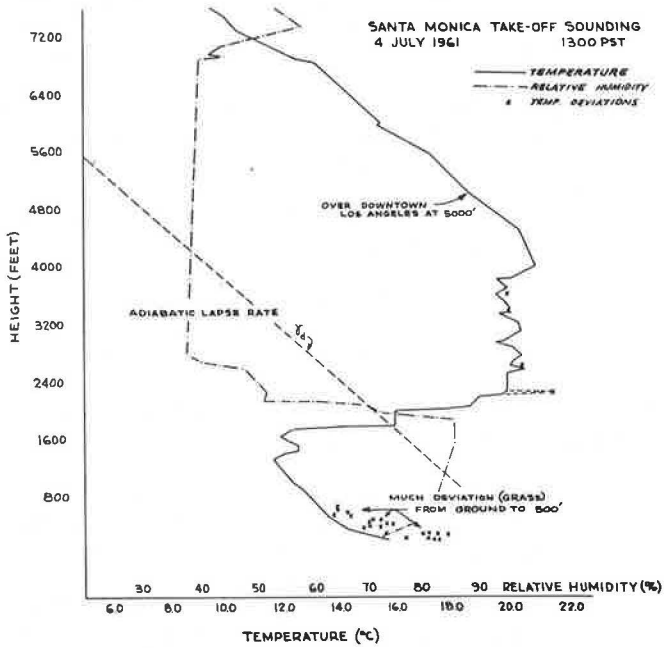 SANTA MONICA TAKE-OFF SOUNDING
4 JULY 1961 1300 PST
TEMPERATURE
RELATIVE HUMIDITY
TEMP. DEVIATIONS
7200
6400
5600
4800
4000
3200
2400
1600
800
HEIGHT (FEET)
OVER DOWNTOWN
LOS ANGELES AT 5000'
ADIABATIC LAPSE RATE
γd
MUCH DEVIATION (GRASS)
FROM GROUND TO 800'
30 40 50 60 70 80 90 RELATIVE HUMIDITY (%)
6.0 8.0 10.0 12.0 14.0 16.0 18.0 20.0 22.0
TEMPERATURE (°C)